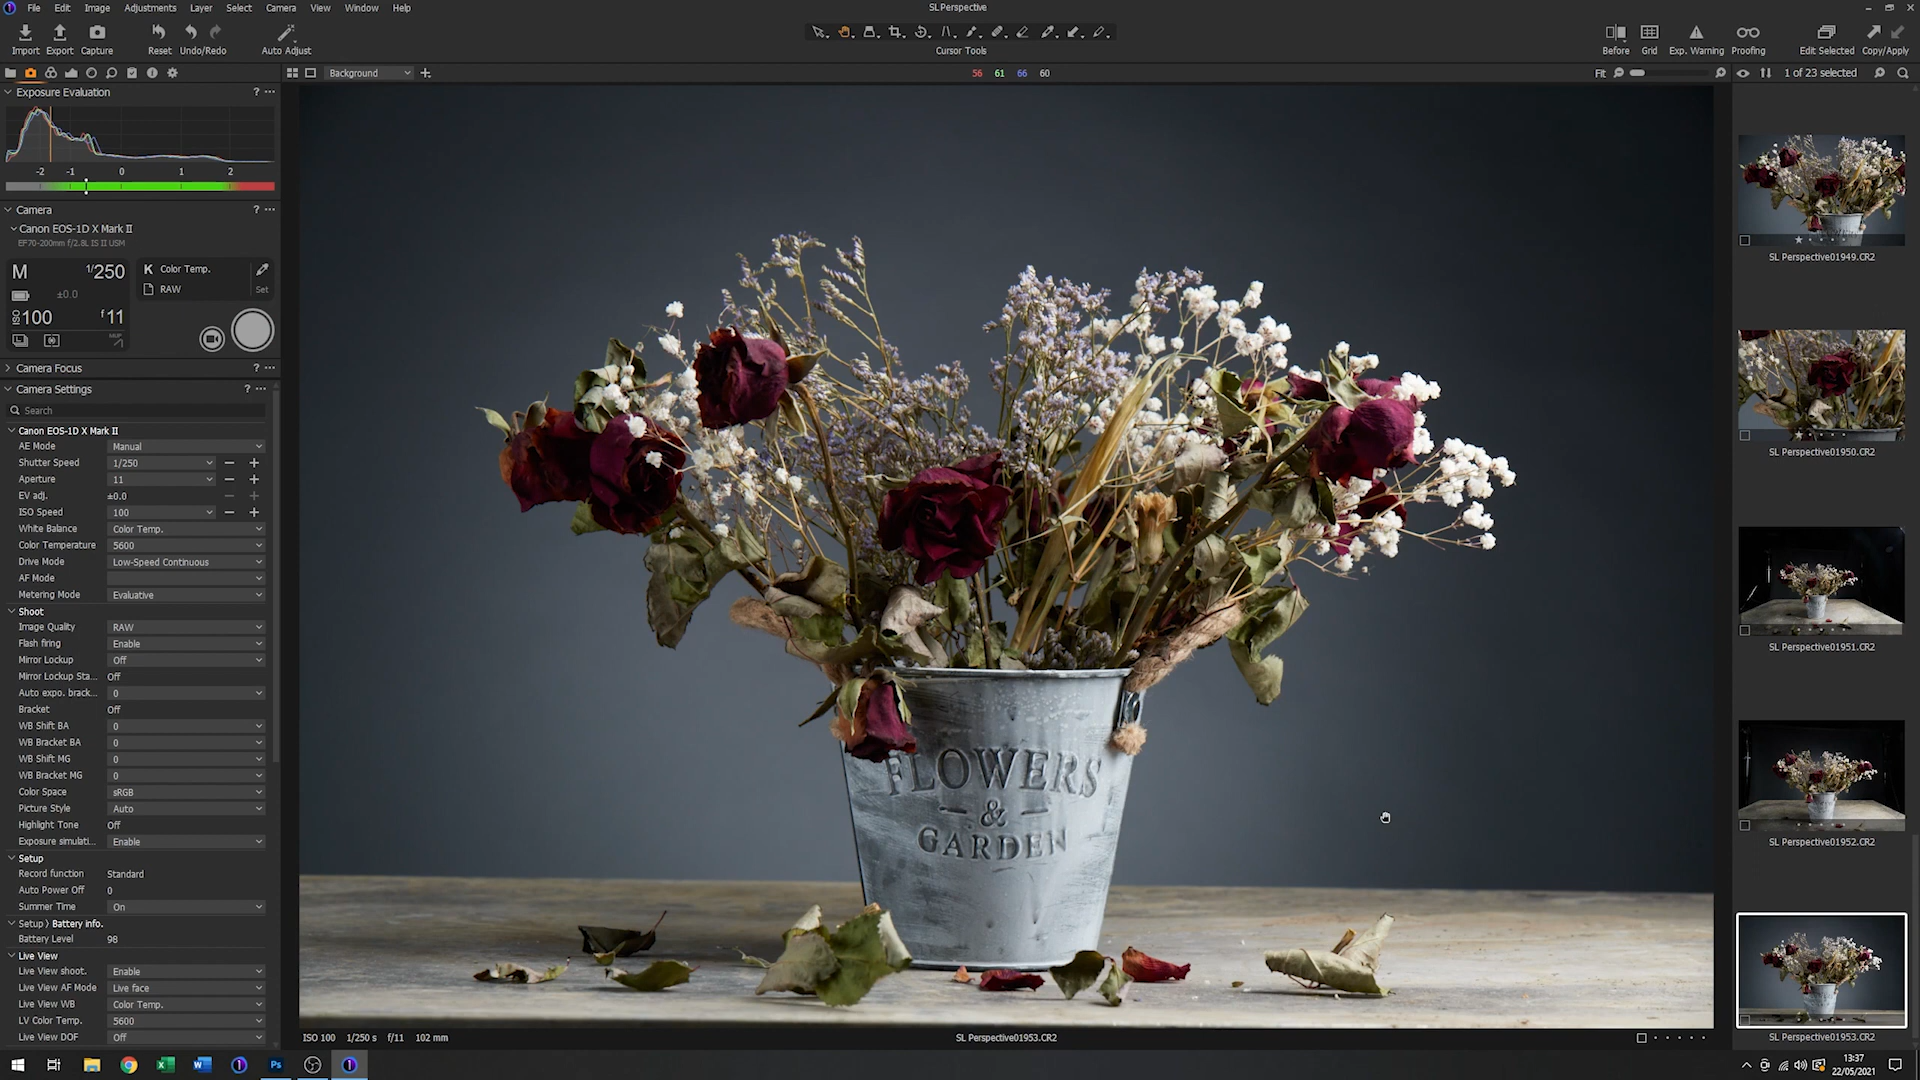 File Edit Image Adjustments Layer Select Camera View Window Help
SL Perspective
Import Export Capture Reset Undo/Redo Auto Adjust
Cursor Tools
Before Grid Exp. Warning Proofing Edit Selected Copy/Apply
Background
56 61 66 60
Fit
1 of 23 selected
Exposure Evaluation ? ...
-2 -1 0 1 2
Camera ? ...
Canon EOS-1D X Mark II
EF70-200mm f/2.8L IS II USM
M 1/250
±0.0
ISO 100 f11
K Color Temp.
RAW Set
Camera Focus ? ...
Camera Settings ? ...
Search
Canon EOS-1D X Mark II
AE Mode Manual
Shutter Speed 1/250
Aperture 11
EV adj. ±0.0
ISO Speed 100
White Balance Color Temp.
Color Temperature 5600
Drive Mode Low-Speed Continuous
AF Mode
Metering Mode Evaluative
Shoot
Image Quality RAW
Flash firing Enable
Mirror Lockup Off
Mirror Lockup Sta... Off
Auto expo. brack... 0
Bracket Off
WB Shift BA 0
WB Bracket BA 0
WB Shift MG 0
WB Bracket MG 0
Color Space sRGB
Picture Style Auto
Highlight Tone Off
Exposure simulati... Enable
Setup
Record function Standard
Auto Power Off 0
Summer Time On
Setup > Battery info.
Battery Level 98
Live View
Live View shoot. Enable
Live View AF Mode Live face
Live View WB Color Temp.
LV Color Temp. 5600
Live View DOF Off
FLOWERS
&
GARDEN
ISO 100 1/250 s f/11 102 mm
SL Perspective01953.CR2
SL Perspective01949.CR2
SL Perspective01950.CR2
SL Perspective01951.CR2
SL Perspective01952.CR2
SL Perspective01953.CR2
13:37
22/05/2021